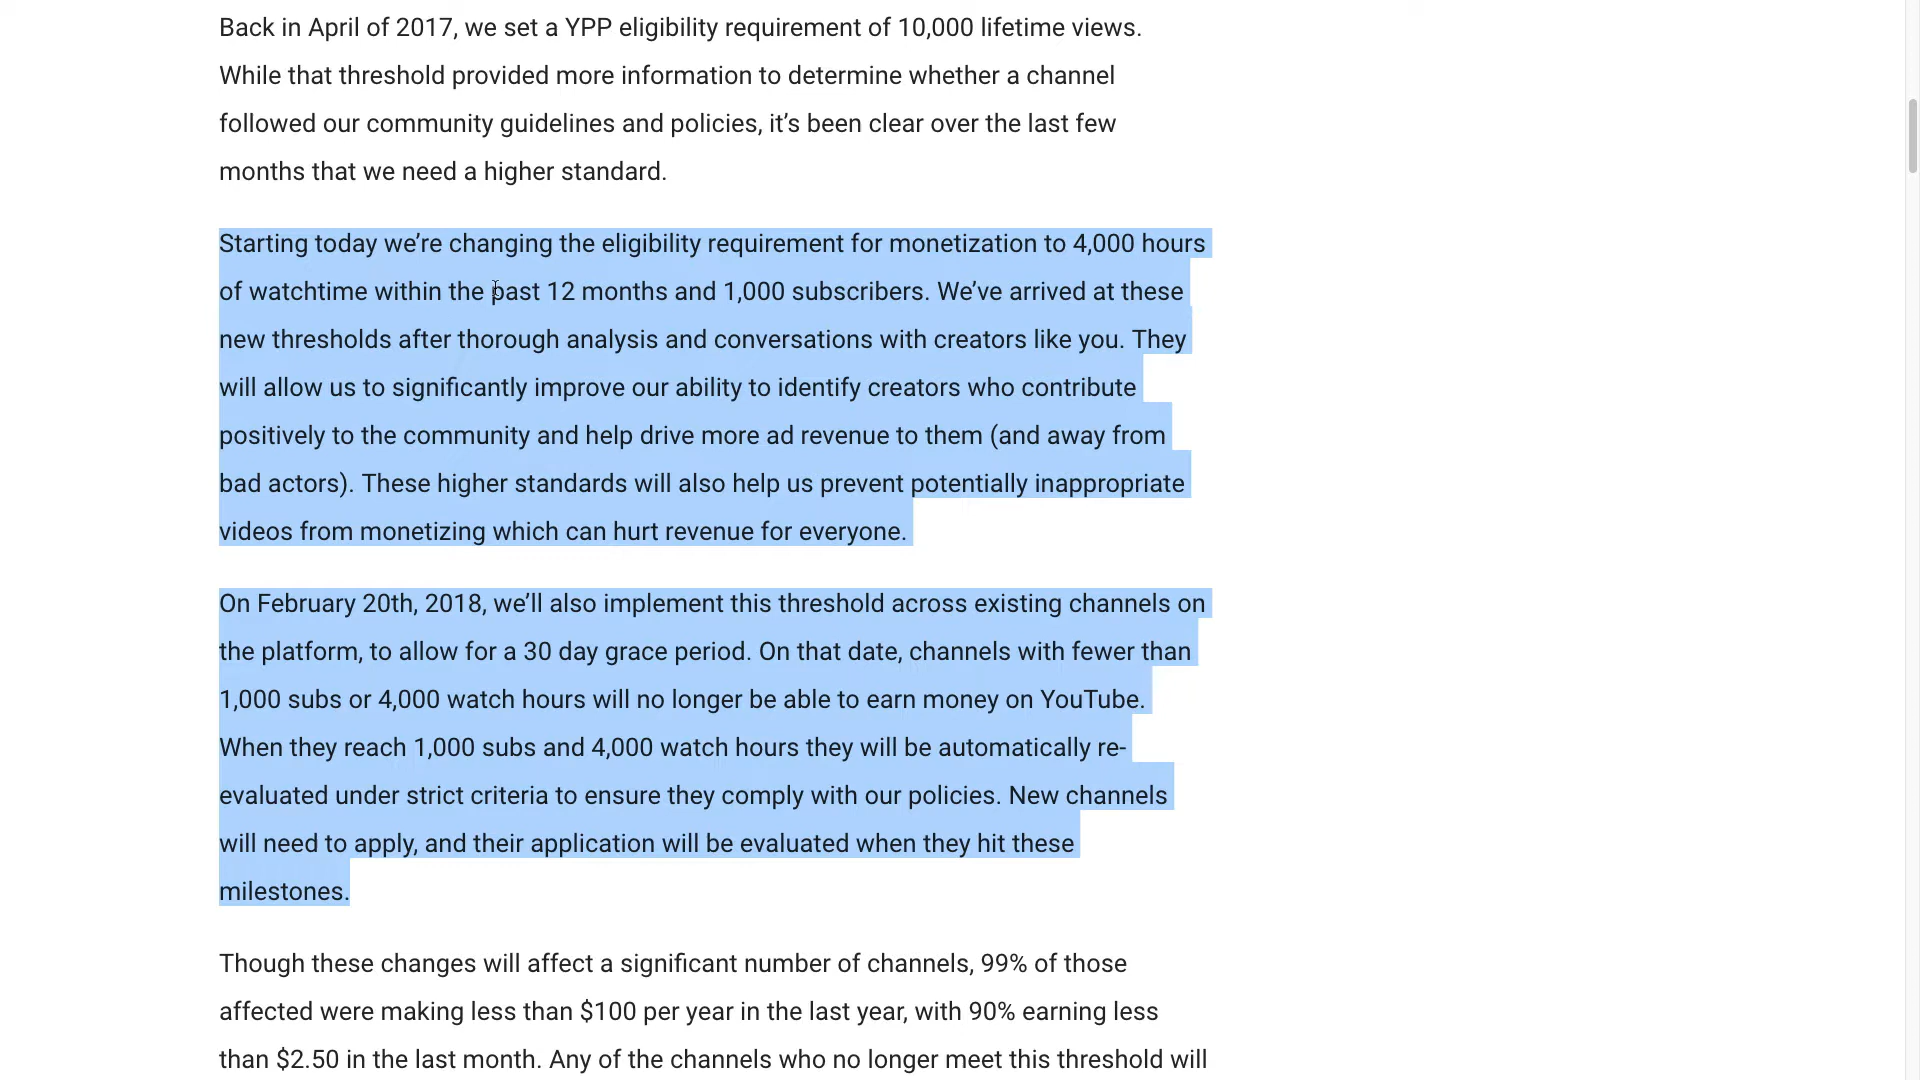 Back in April of 2017, we set a YPP eligibility requirement of 10,000 lifetime views.
While that threshold provided more information to determine whether a channel
followed our community guidelines and policies, it’s been clear over the last few
months that we need a higher standard.
Starting today we’re changing the eligibility requirement for monetization to 4,000 hours
of watchtime within the past 12 months and 1,000 subscribers. We’ve arrived at these
new thresholds after thorough analysis and conversations with creators like you. They
will allow us to significantly improve our ability to identify creators who contribute
positively to the community and help drive more ad revenue to them (and away from
bad actors). These higher standards will also help us prevent potentially inappropriate
videos from monetizing which can hurt revenue for everyone.
On February 20th, 2018, we’ll also implement this threshold across existing channels on
the platform, to allow for a 30 day grace period. On that date, channels with fewer than
1,000 subs or 4,000 watch hours will no longer be able to earn money on YouTube.
When they reach 1,000 subs and 4,000 watch hours they will be automatically re-
evaluated under strict criteria to ensure they comply with our policies. New channels
will need to apply, and their application will be evaluated when they hit these
milestones.
Though these changes will affect a significant number of channels, 99% of those
affected were making less than $100 per year in the last year, with 90% earning less
than $2.50 in the last month. Any of the channels who no longer meet this threshold will